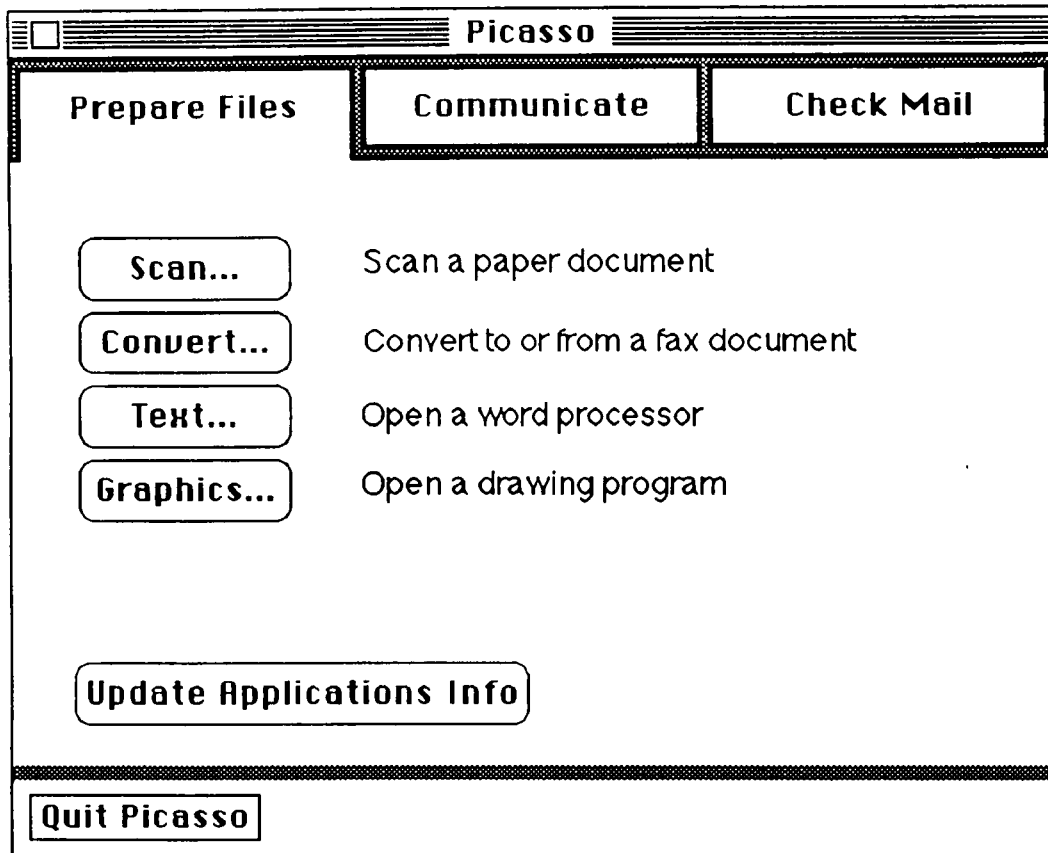 Picasso
Prepare Files
Communicate
Check Mail
Scan...
Scan a paper document
Convert...
Convert to or from a fax document
Text...
Open a word processor
Graphics...
Open a drawing program
Update Applications Info
Quit Picasso